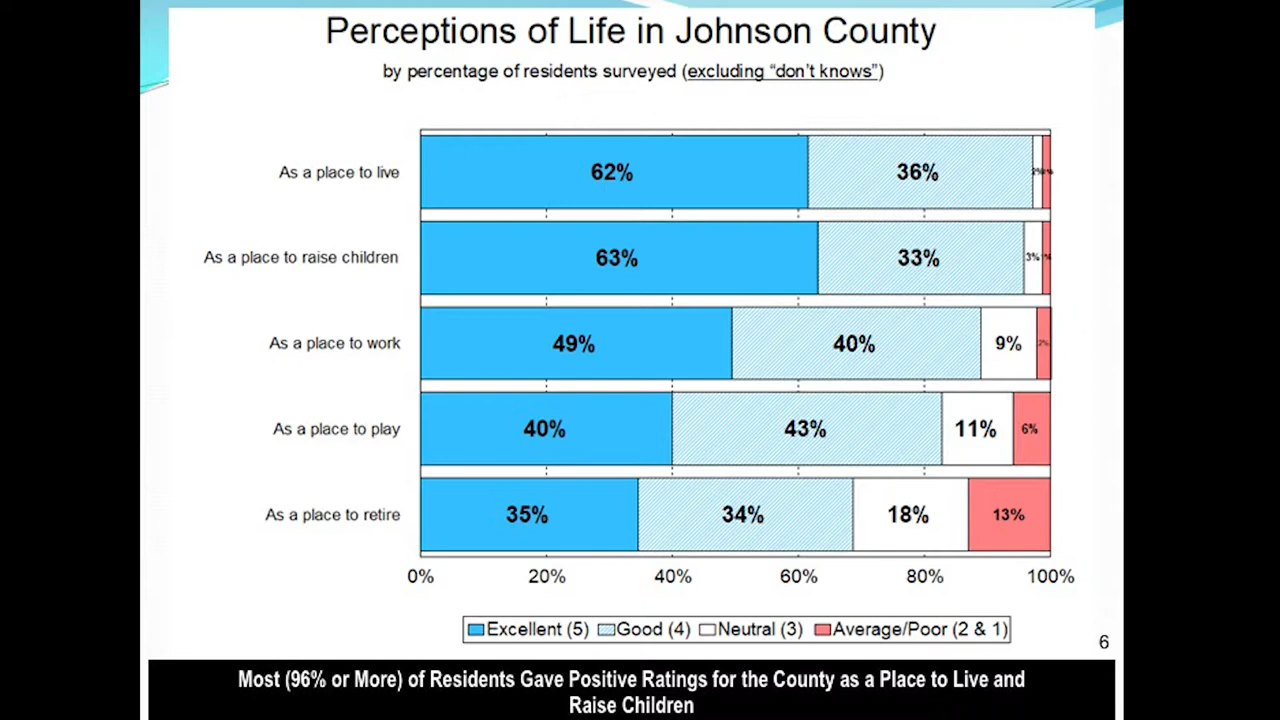 Perceptions of Life in Johnson County
by percentage of residents surveyed (excluding "don't knows")
As a place to live 62% 36% 2%
As a place to raise children 63% 33% 3%
As a place to work 49% 40% 9% 2%
As a place to play 40% 43% 11% 6%
As a place to retire 35% 34% 18% 13%
0% 20% 40% 60% 80% 100%
Excellent (5) Good (4) Neutral (3) Average/Poor (2 & 1)
6
Most (96% or More) of Residents Gave Positive Ratings for the County as a Place to Live and
Raise Children